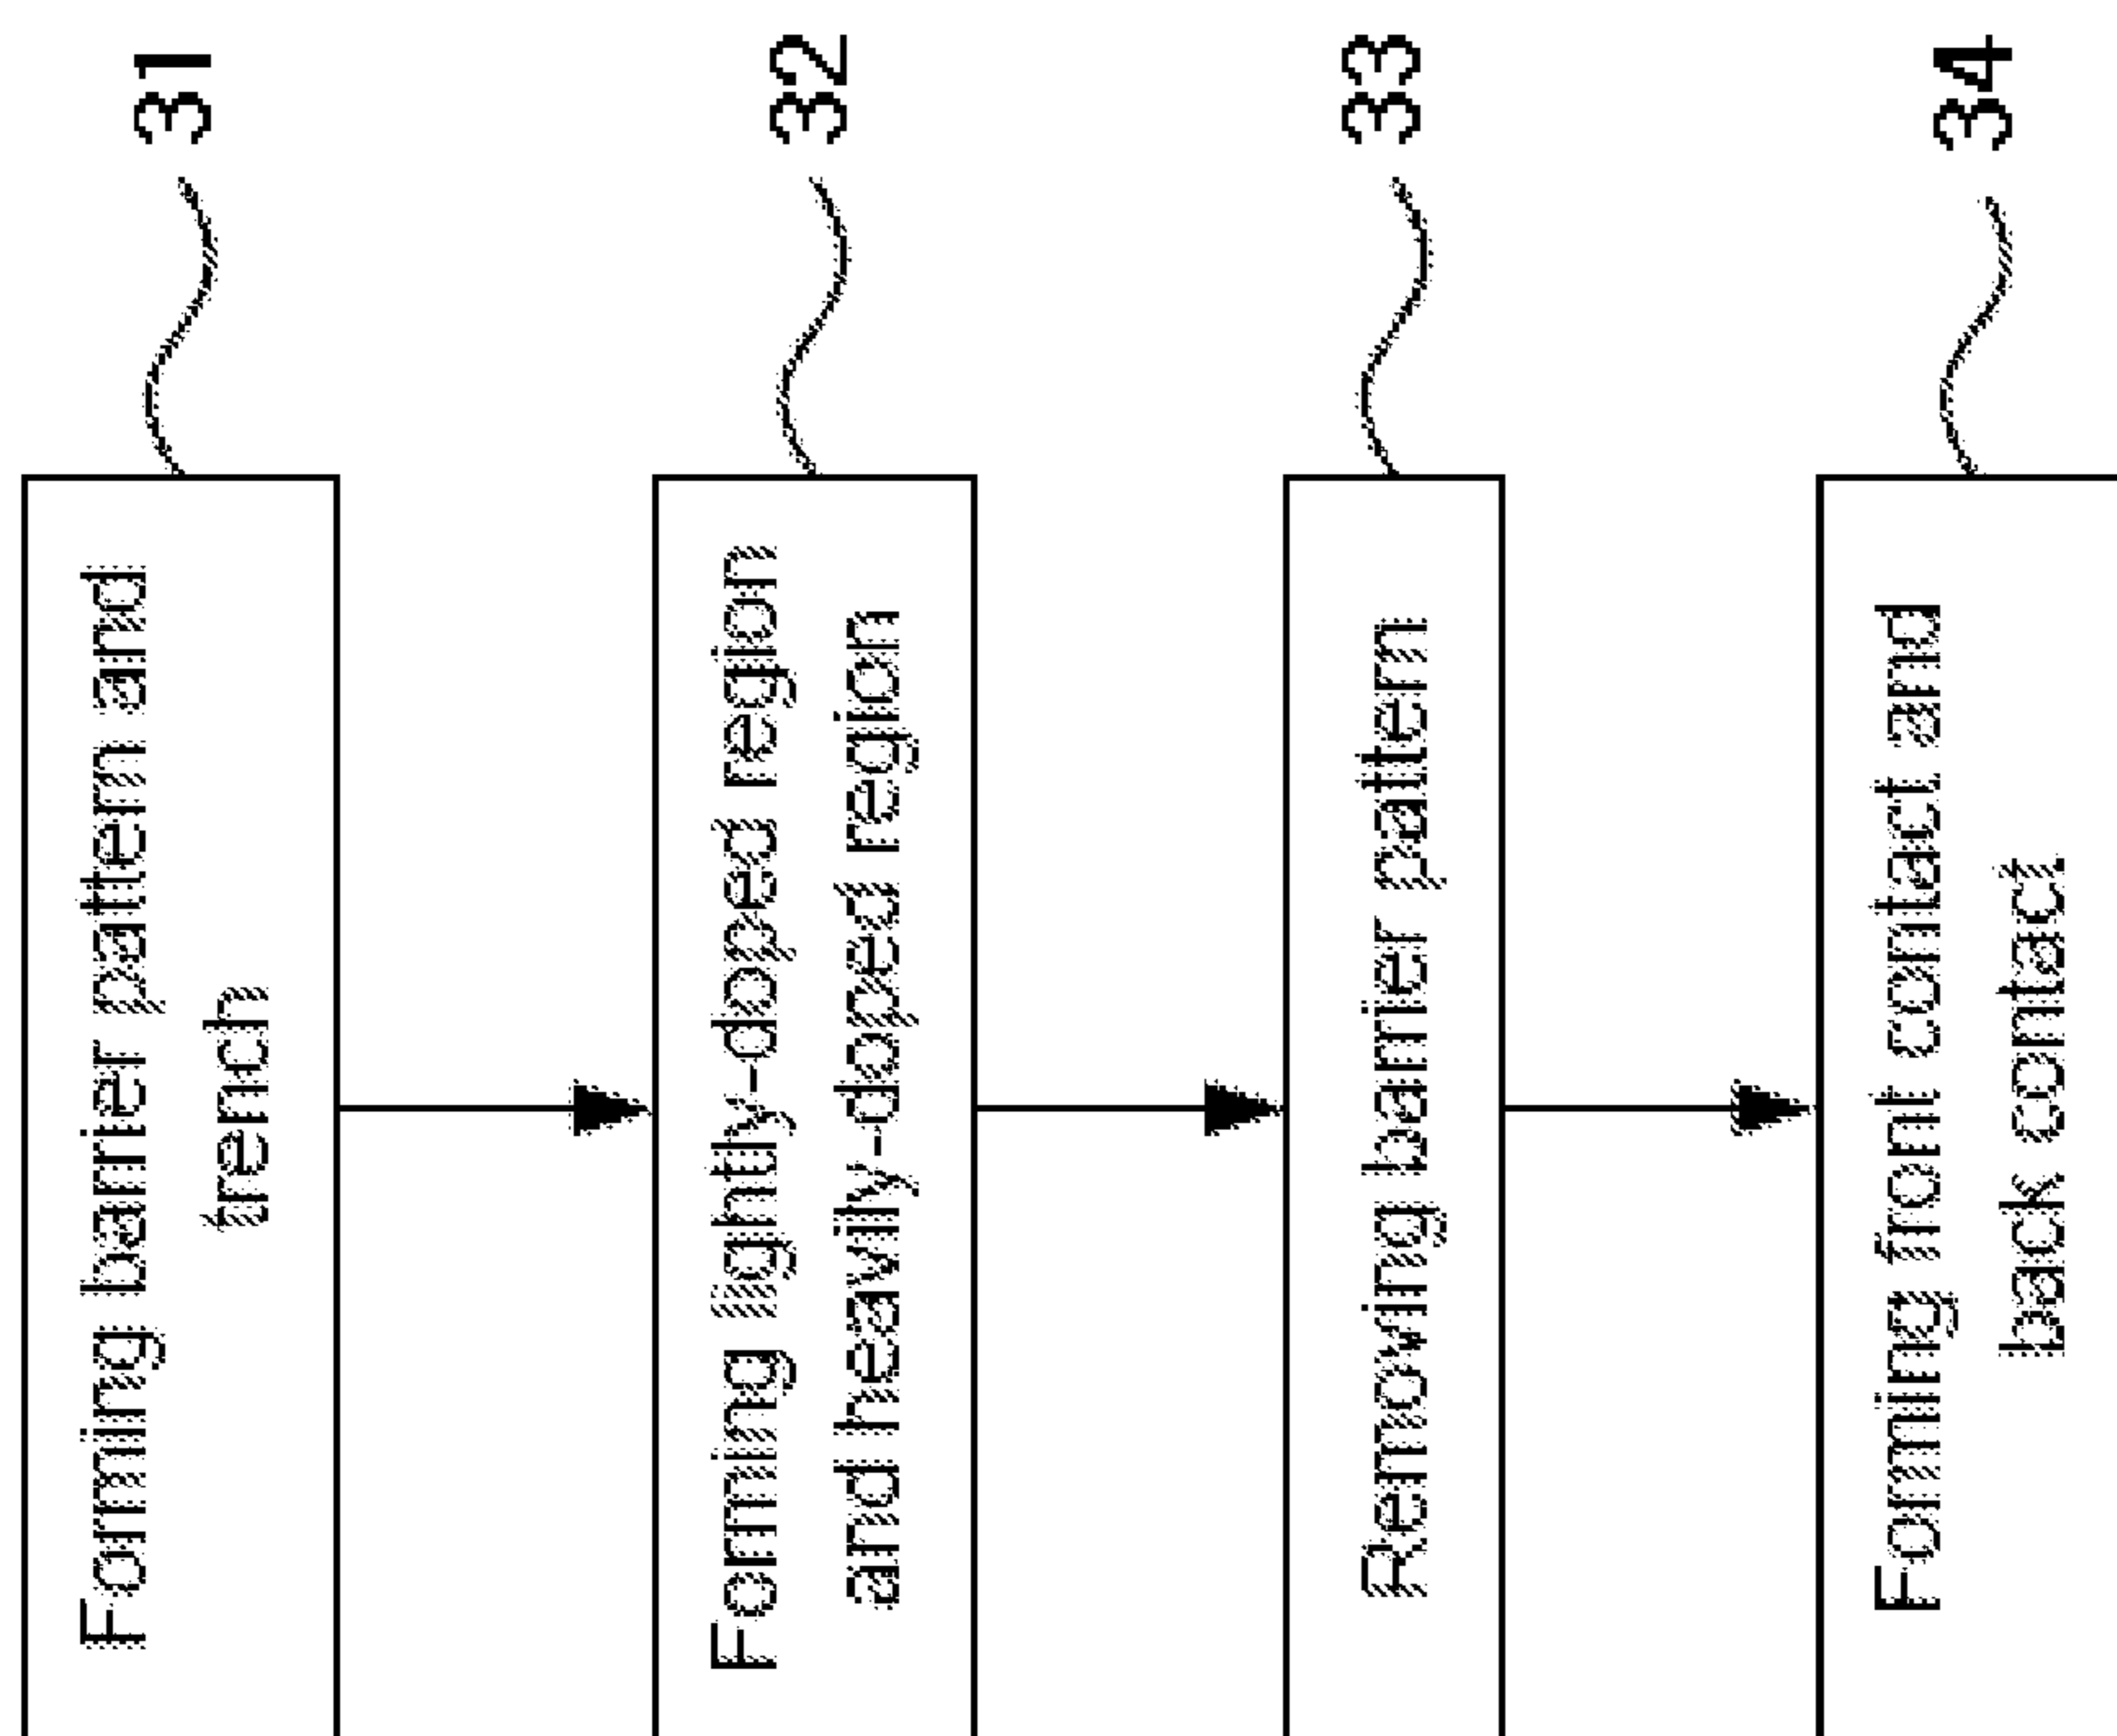 Forming barrier pattern and
trench
31
Forming lightly-doped region
and heavily-doped region
32
Removing barrier pattern
33
Forming front contact and
back contact
34